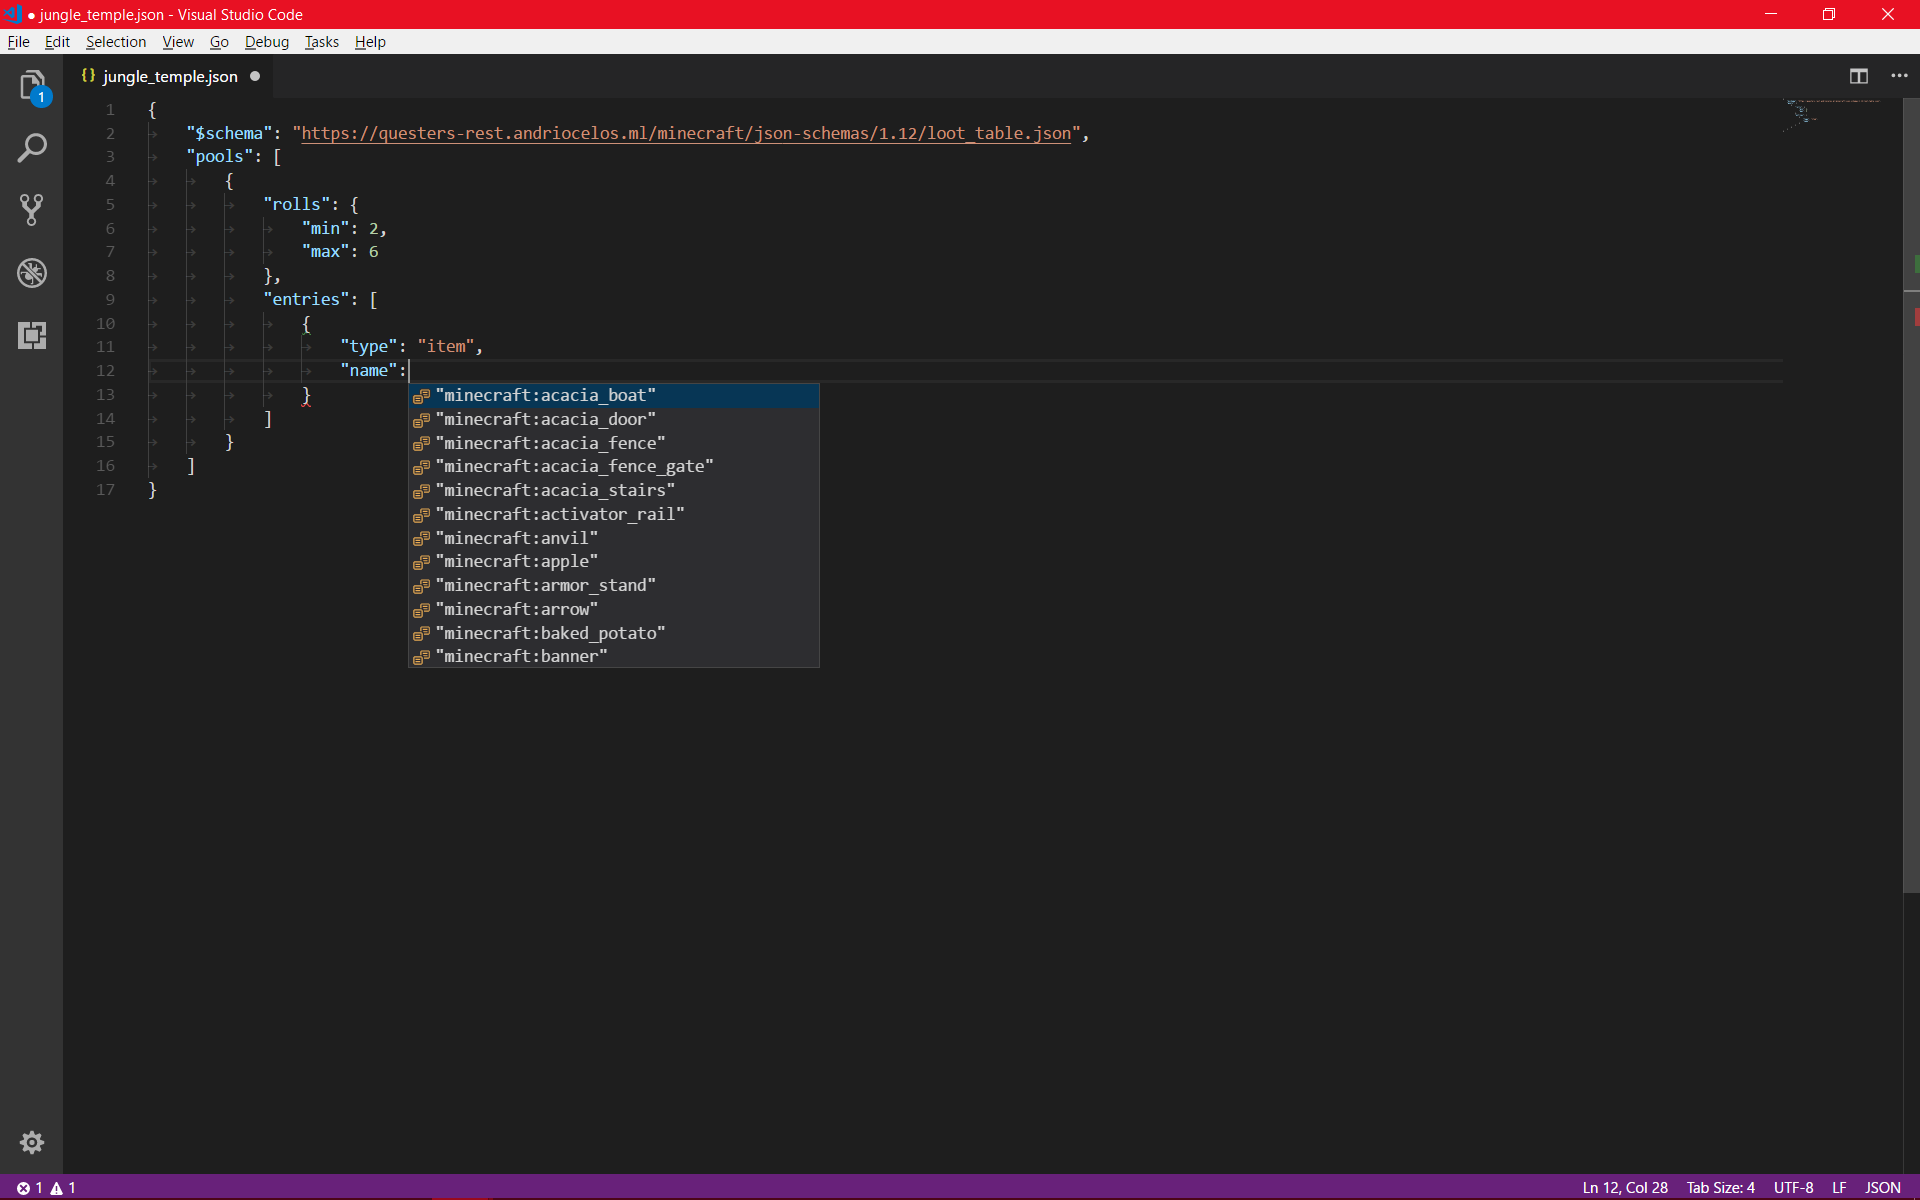 ● jungle_temple.json - Visual Studio Code
File Edit Selection View Go Debug Tasks Help
1
{} jungle_temple.json ●
1 {
2 "$schema": "https://questers-rest.andriocelos.ml/minecraft/json-schemas/1.12/loot_table.json",
3 "pools": [
4 {
5 "rolls": {
6 "min": 2,
7 "max": 6
8 },
9 "entries": [
10 {
11 "type": "item",
12 "name":
13 }
14 ]
15 }
16 ]
17 }
"minecraft:acacia_boat"
"minecraft:acacia_door"
"minecraft:acacia_fence"
"minecraft:acacia_fence_gate"
"minecraft:acacia_stairs"
"minecraft:activator_rail"
"minecraft:anvil"
"minecraft:apple"
"minecraft:armor_stand"
"minecraft:arrow"
"minecraft:baked_potato"
"minecraft:banner"
1 1 Ln 12, Col 28 Tab Size: 4 UTF-8 LF JSON